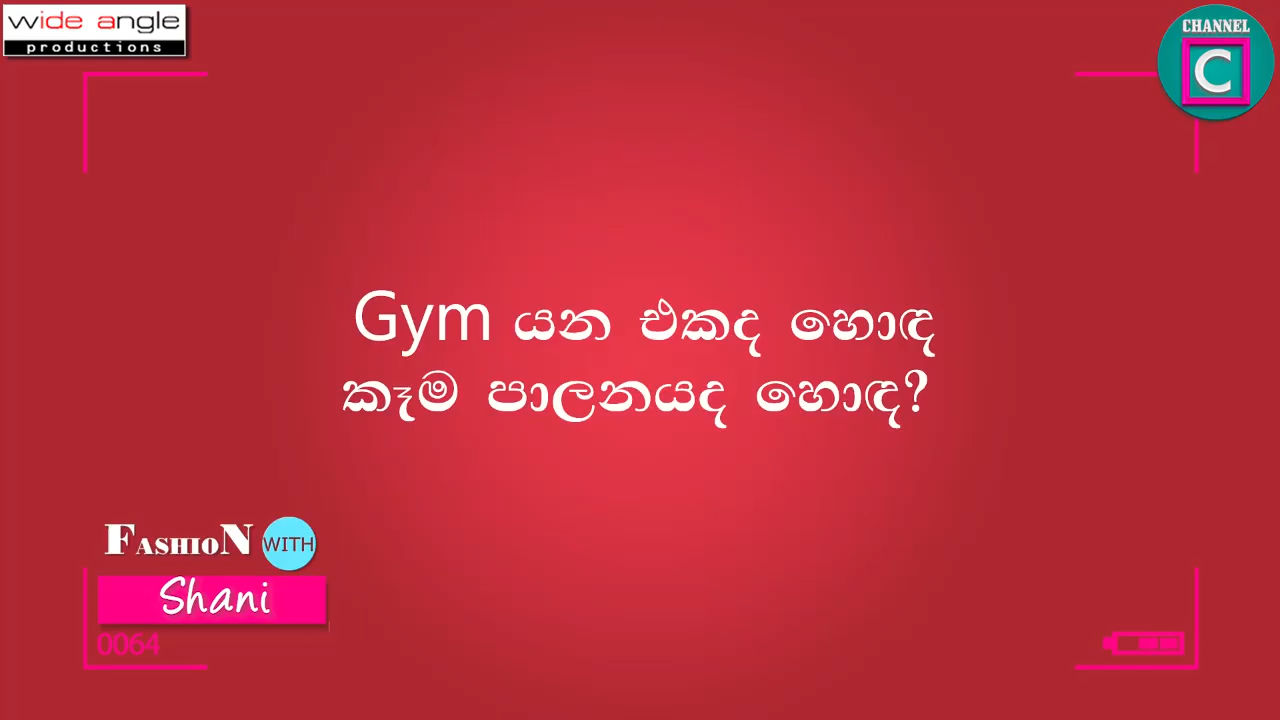 wide angle
productions
CHANNEL
C
Gym යන එකද හොඳ
කෑම පාලනයද හොඳ?
FASHION WITH
Shani
0064